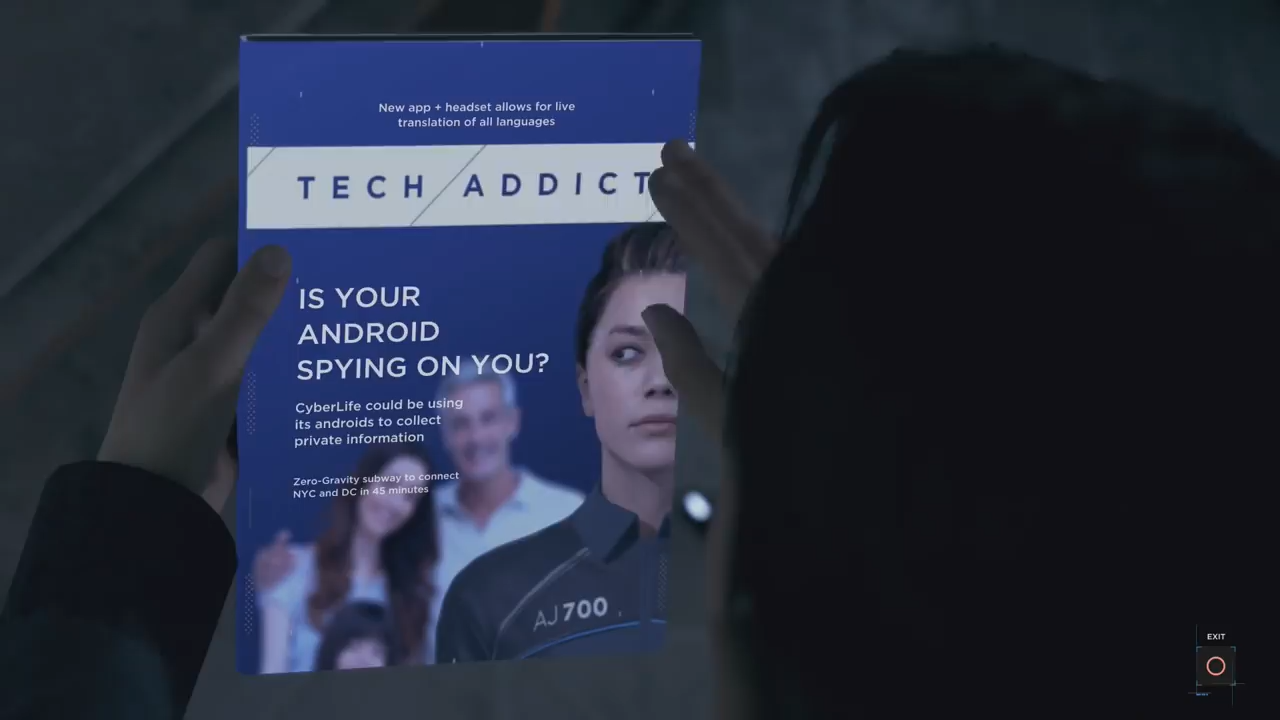 New app + headset allows for live
translation of all languages
TECH ADDICT
IS YOUR
ANDROID
SPYING ON YOU?
CyberLife could be using
its androids to collect
private information
Zero-Gravity subway to connect
NYC and DC in 45 minutes
AJ700
EXIT